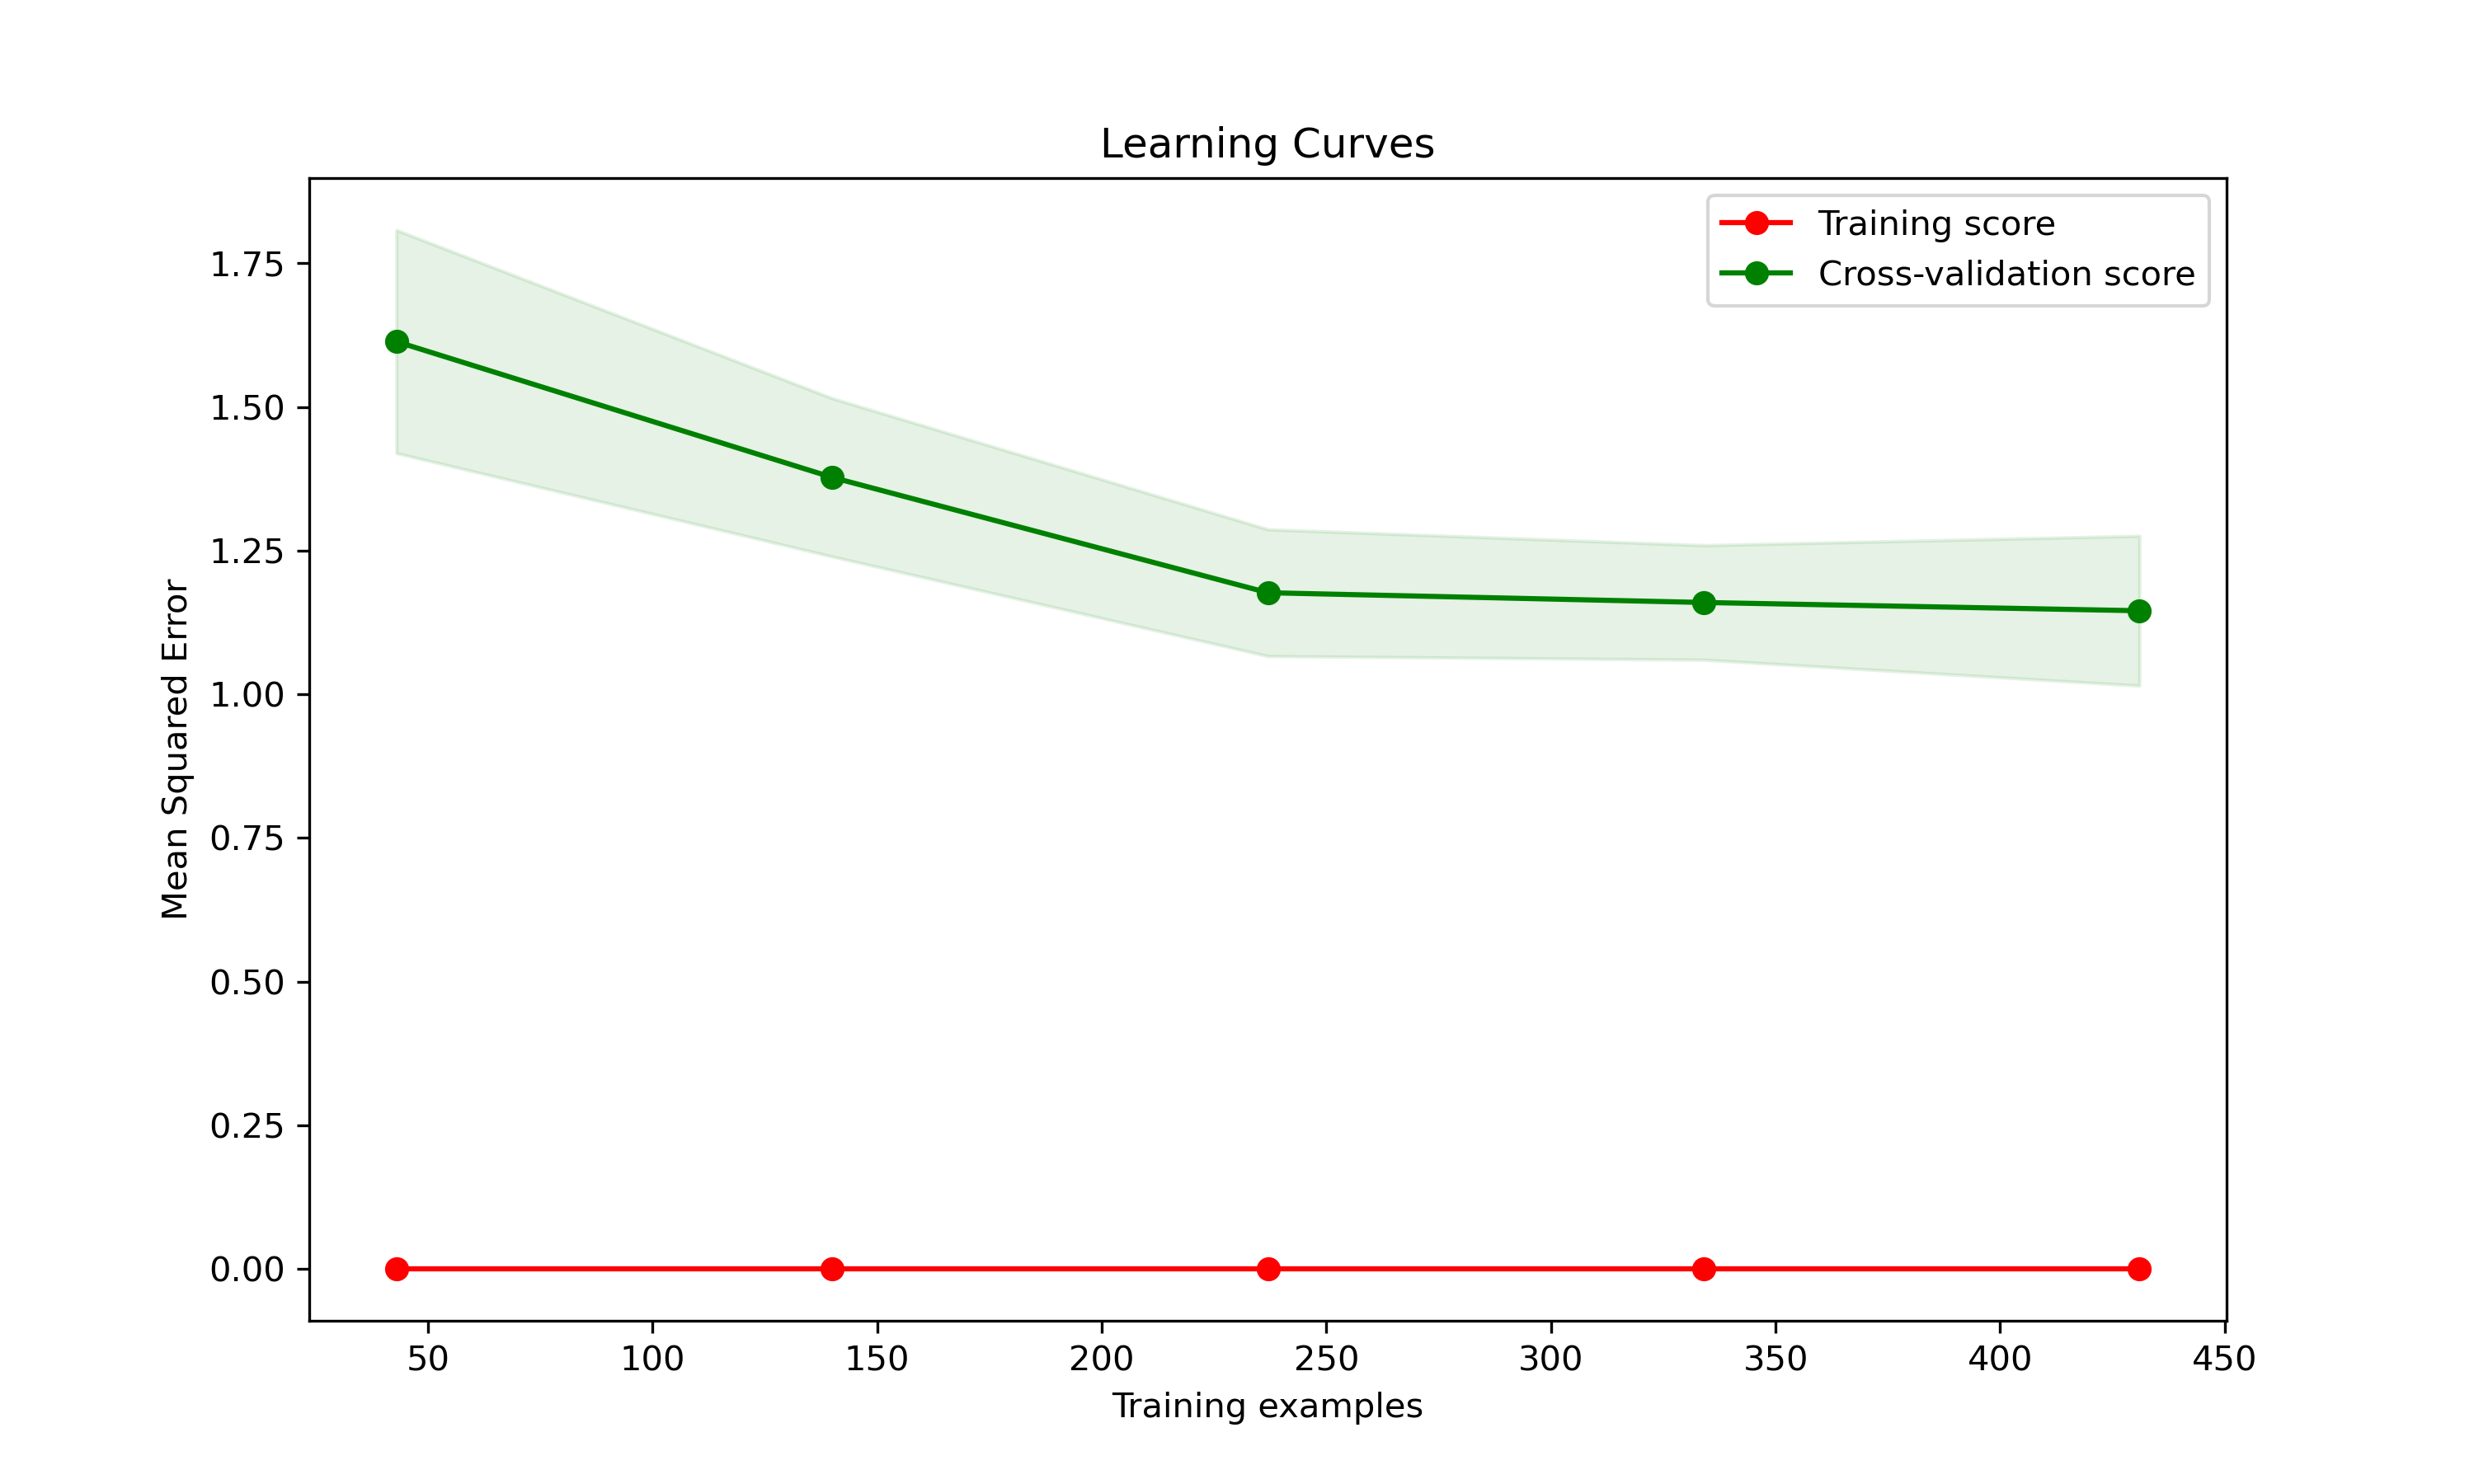 Learning Curves
Training score
Cross-validation score
1.75
1.50
1.25
1.00
0.75
0.50
0.25
0.00
Mean Squared Error
50 100 150 200 250 300 350 400 450
Training examples